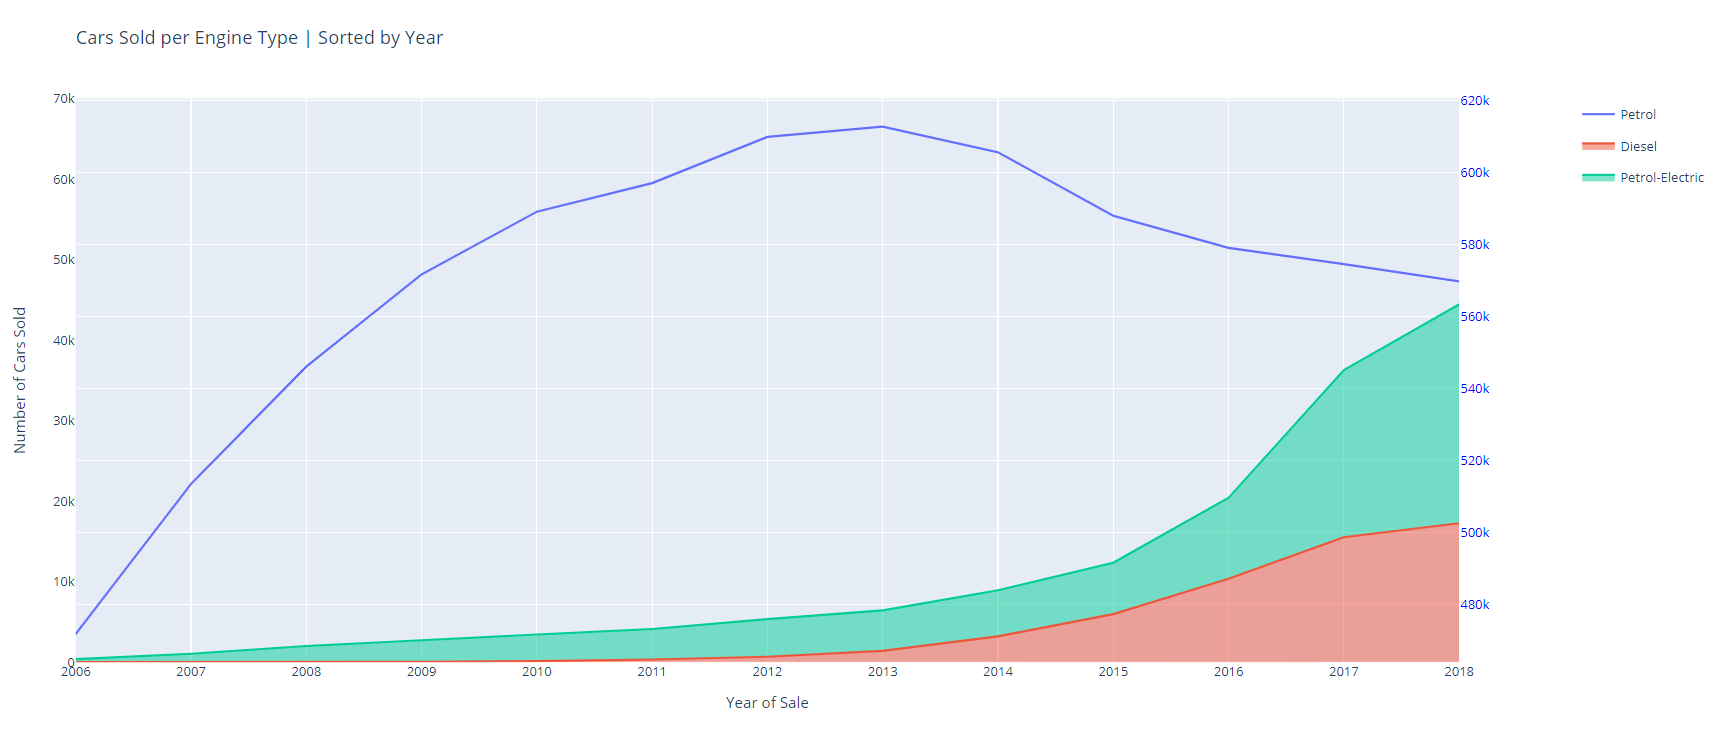 Cars Sold per Engine Type | Sorted by Year
Number of Cars Sold
70k
60k
50k
40k
30k
20k
10k
0
2006
2007
2008
2009
2010
2011
2012
2013
2014
2015
2016
2017
2018
Year of Sale
620k
600k
580k
560k
540k
520k
500k
480k
Petrol
Diesel
Petrol-Electric